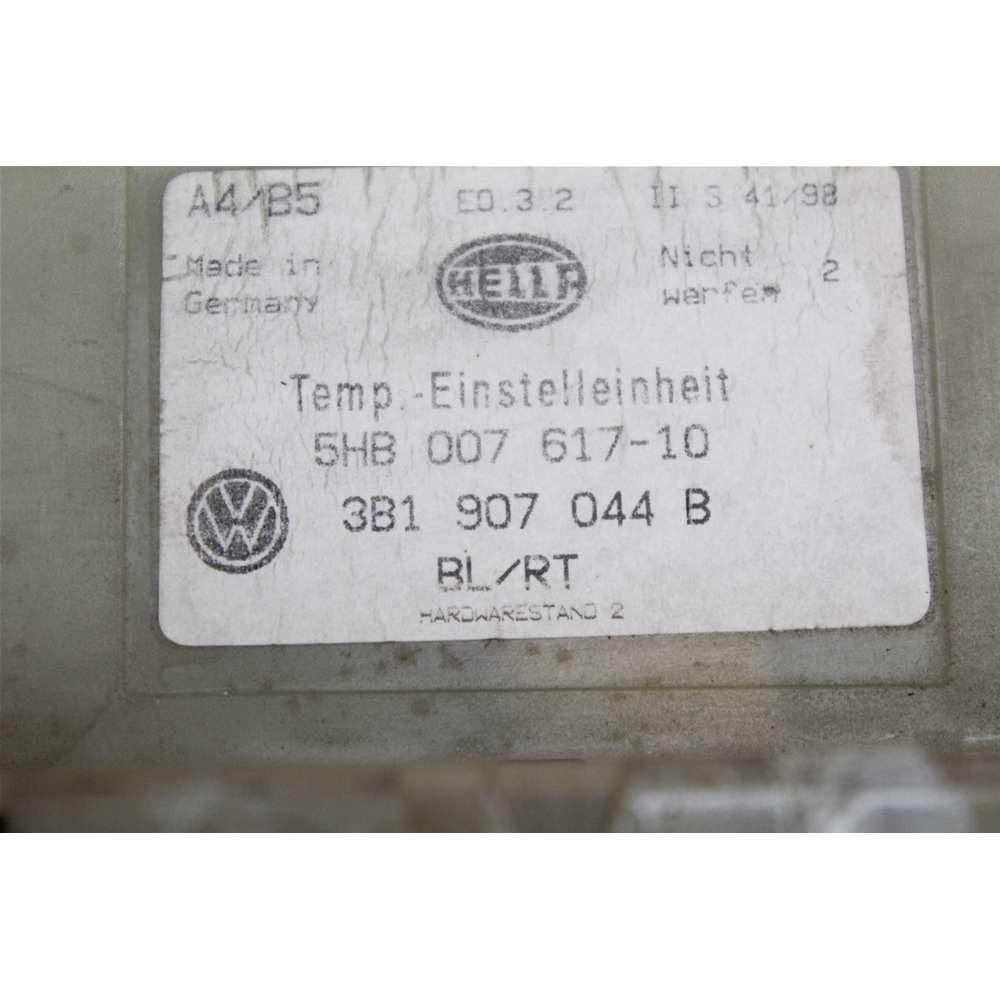 A4/B5 E0.3.2 II S 41/98
Made in Germany
HELLA
Nicht werfen 2
Temp.-Einstelleinheit
5HB 007 617-10
3B1 907 044 B
BL/RT
HARDWARESTAND 2